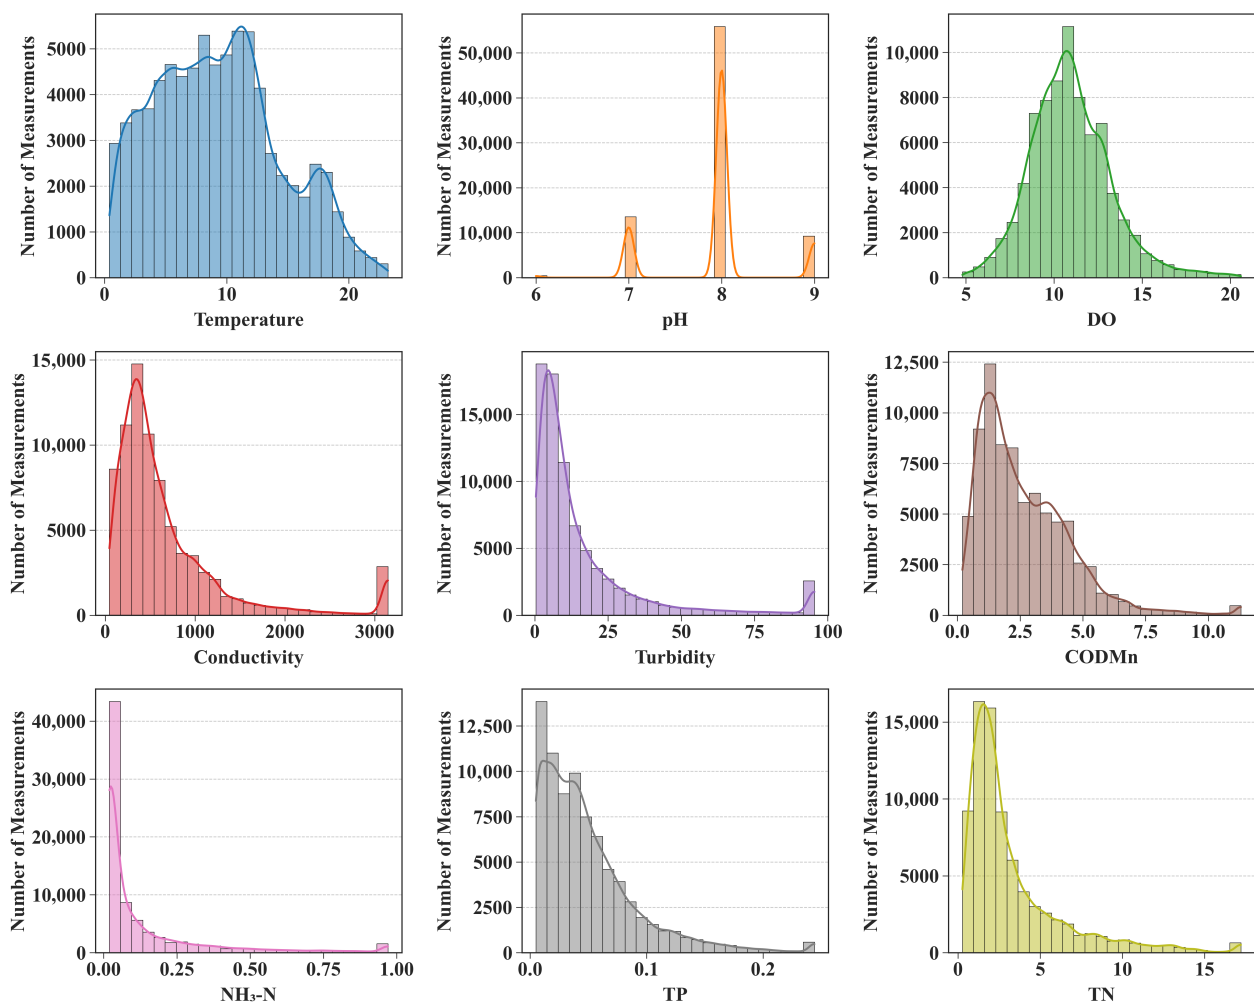 Number of Measurements
5000
4000
3000
2000
1000
0
0 10 20
Temperature
Number of Measurements
50,000
40,000
30,000
20,000
10,000
0
6 7 8 9
pH
Number of Measurements
10,000
8000
6000
4000
2000
0
5 10 15 20
DO
Number of Measurements
15,000
10,000
5000
0
0 1000 2000 3000
Conductivity
Number of Measurements
15,000
10,000
5000
0
0 25 50 75 100
Turbidity
Number of Measurements
12,500
10,000
7500
5000
2500
0
0.0 2.5 5.0 7.5 10.0
CODMn
Number of Measurements
40,000
30,000
20,000
10,000
0
0.00 0.25 0.50 0.75 1.00
NH₃-N
Number of Measurements
12,500
10,000
7500
5000
2500
0
0.0 0.1 0.2
TP
Number of Measurements
15,000
10,000
5000
0
0 5 10 15
TN